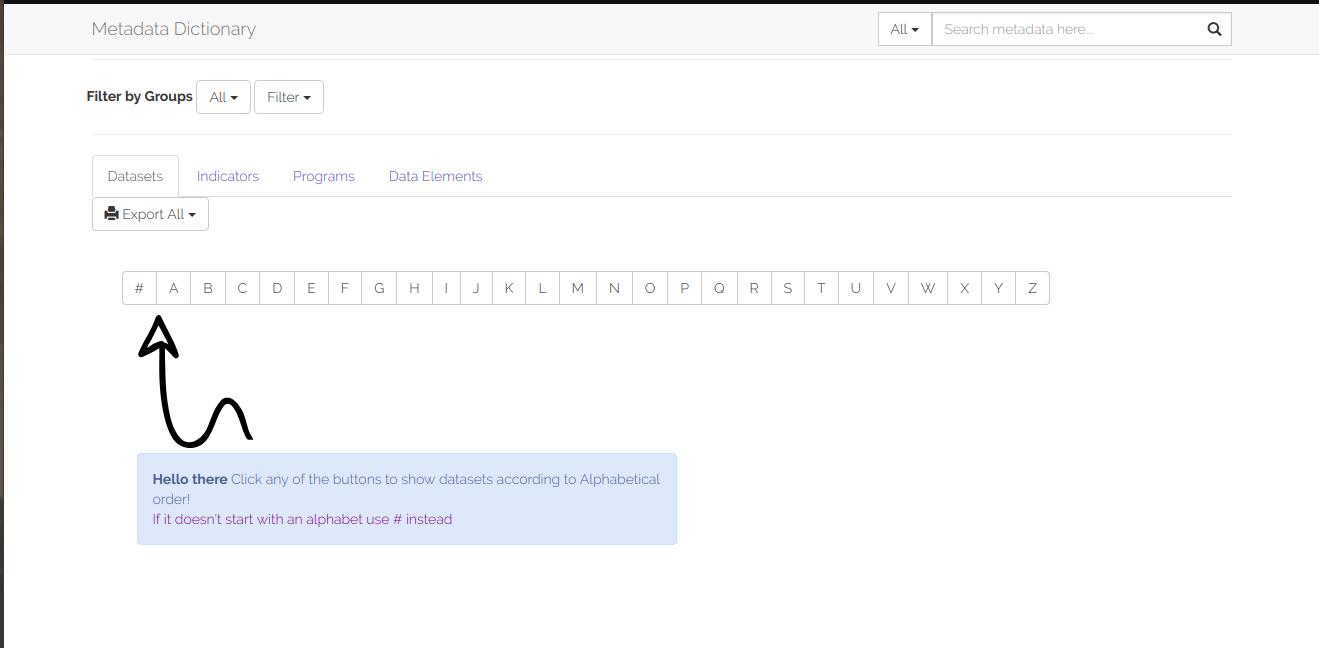 Metadata Dictionary
All
Search metadata here...
Filter by Groups All Filter
Datasets Indicators Programs Data Elements
Export All
# A B C D E F G H I J K L M N O P Q R S T U V W X Y Z
Hello there Click any of the buttons to show datasets according to Alphabetical
order!
If it doesn't start with an alphabet use # instead